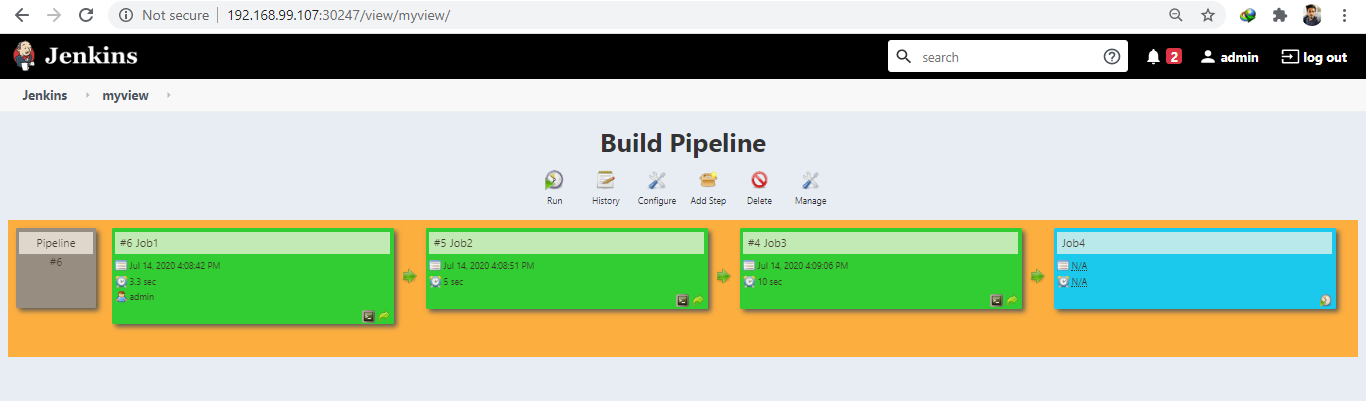 Not secure 192.168.99.107:30247/view/myview/
Jenkins
search
2
admin
log out
Jenkins
myview
Build Pipeline
Run
History
Configure
Add Step
Delete
Manage
Pipeline
#6
#6 Job1
Jul 14, 2020 4:08:42 PM
3.3 sec
admin
#5 Job2
Jul 14, 2020 4:08:51 PM
5 sec
#4 Job3
Jul 14, 2020 4:09:06 PM
10 sec
Job4
N/A
N/A